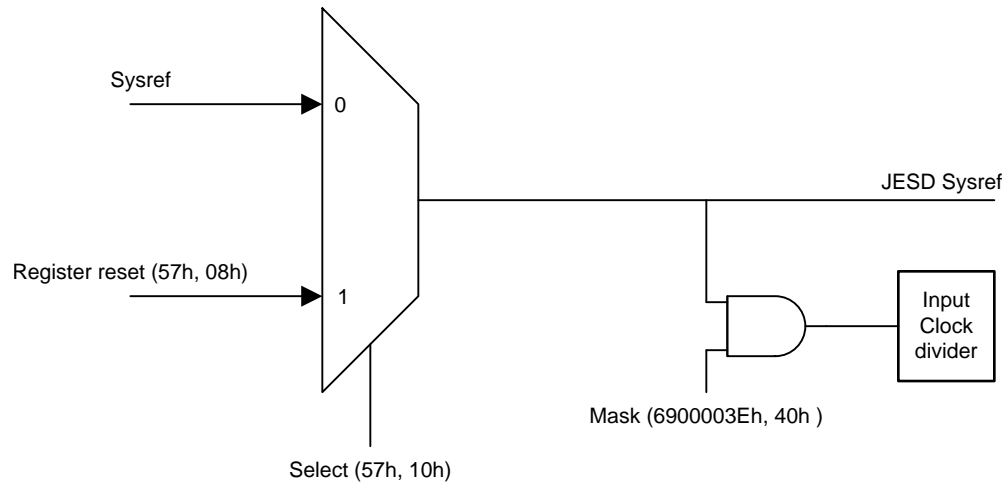 Sysref
0
JESD Sysref
Register reset (57h, 08h)
1
Input
Clock
divider
Mask (6900003Eh, 40h )
Select (57h, 10h)